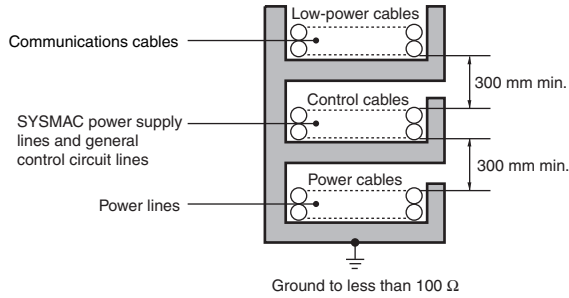 Low-power cables
Communications cables
300 mm min.
Control cables
SYSMAC power supply
lines and general
control circuit lines
300 mm min.
Power cables
Power lines
Ground to less than 100 Ω